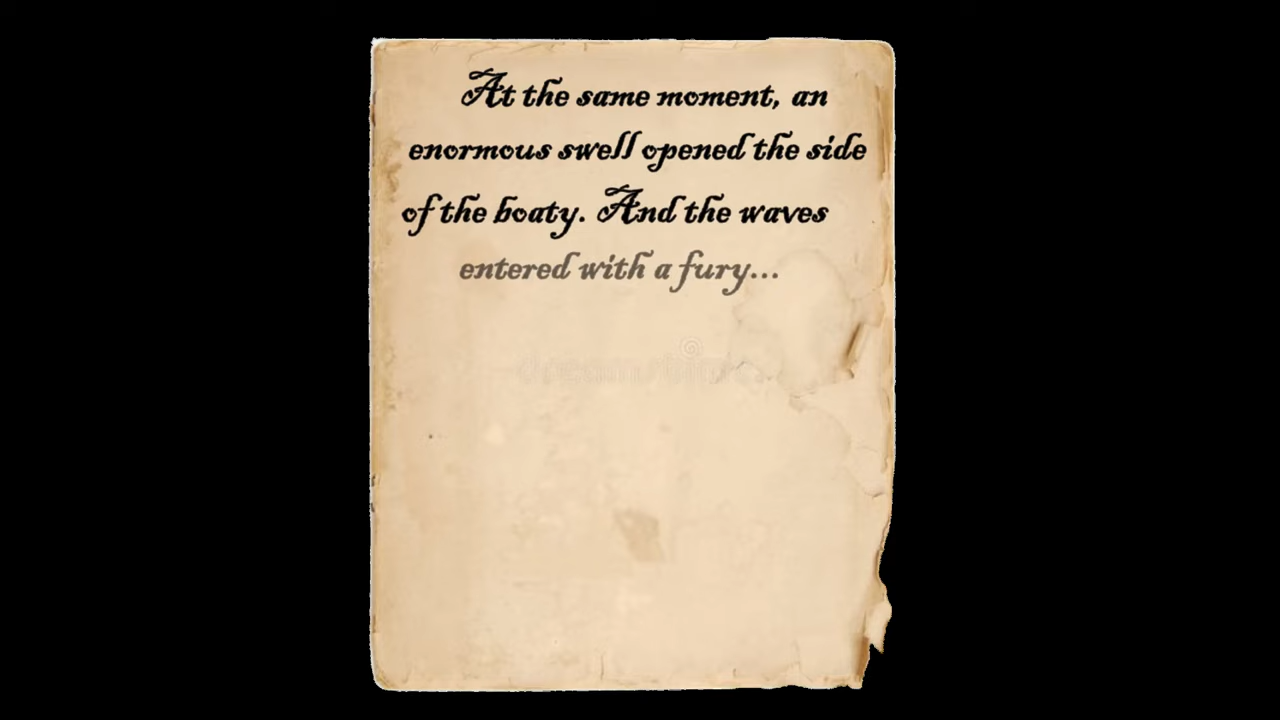 At the same moment, an
enormous swell opened the side
of the boaty. And the waves
entered with a fury...
dreamstime